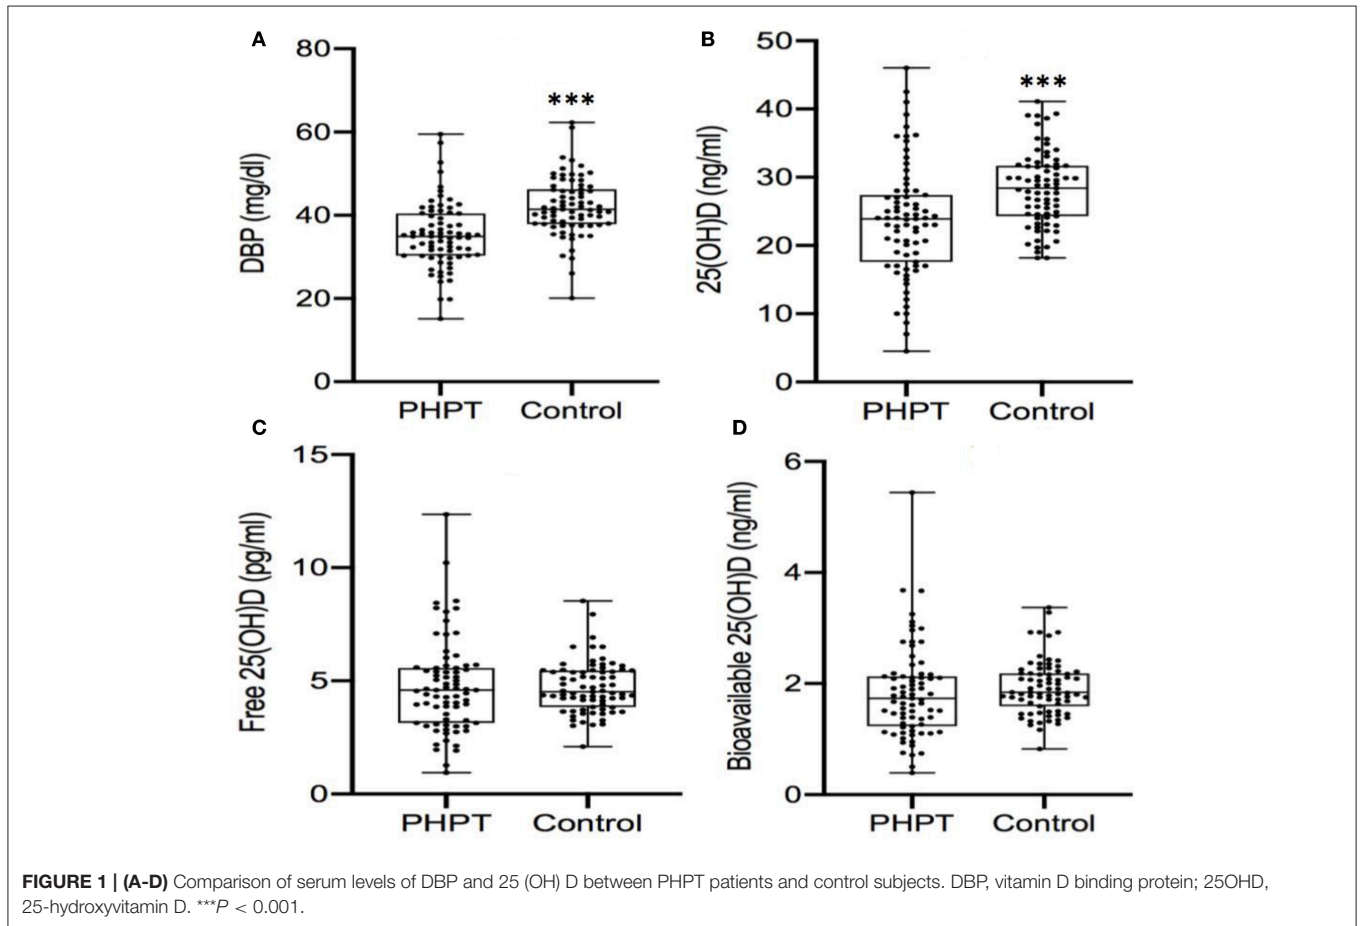 A
80
60
40
20
0
DBP (mg/dl)
***
PHPT
Control
B
50
40
30
20
10
0
25(OH)D (ng/ml)
***
PHPT
Control
C
15
10
5
0
Free 25(OH)D (pg/ml)
PHPT
Control
D
6
4
2
0
Bioavailable 25(OH)D (ng/ml)
PHPT
Control
FIGURE 1 | (A-D) Comparison of serum levels of DBP and 25 (OH) D between PHPT patients and control subjects. DBP, vitamin D binding protein; 25OHD,
25-hydroxyvitamin D. ***P < 0.001.